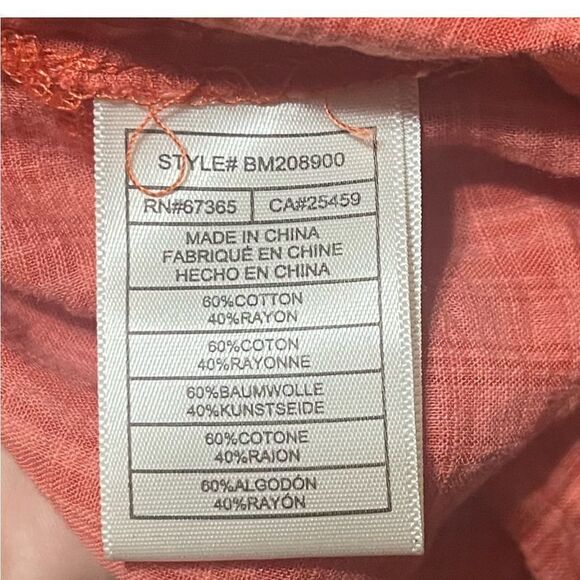 STYLE# BM208900
RN#67365 CA#25459
MADE IN CHINA
FABRIQUÉ EN CHINE
HECHO EN CHINA
60%COTTON
40%RAYON
60%COTON
40%RAYONNE
60%BAUMWOLLE
40%KUNSTSEIDE
60%COTONE
40%RAION
60%ALGODÓN
40%RAYÓN